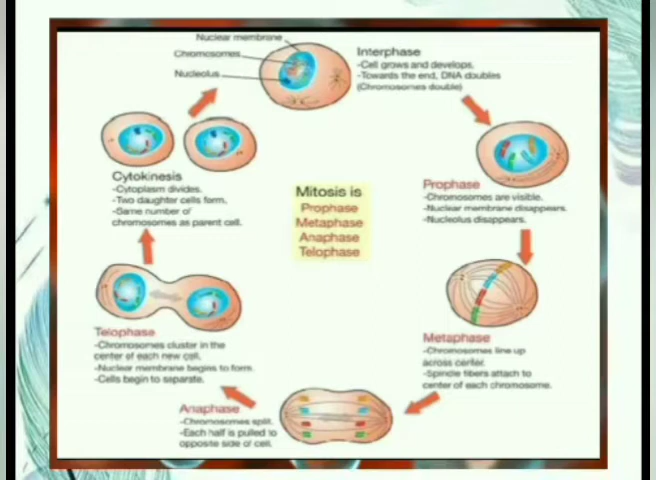 Nuclear membrane
Chromosomes
Nucleolus
Interphase
-Cell grows and develops.
-Towards the end, DNA doubles
(Chromosomes double)
Prophase
-Chromosomes are visible.
-Nuclear membrane disappears.
-Nucleolus disappears.
Metaphase
-Chromosomes line up
across center.
-Spindle fibers attach to
center of each chromosome.
Anaphase
-Chromosomes split.
-Each half is pulled to
opposite side of cell.
Telophase
-Chromosomes cluster in the
center of each new cell.
-Nuclear membrane begins to form.
-Cells begin to separate.
Cytokinesis
-Cytoplasm divides.
-Two daughter cells form.
-Same number of
chromosomes as parent cell.
Mitosis is
Prophase
Metaphase
Anaphase
Telophase